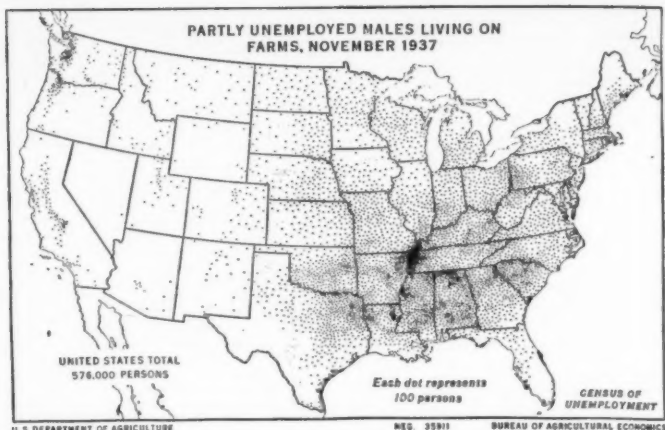 PARTLY UNEMPLOYED MALES LIVING ON
FARMS, NOVEMBER 1937
UNITED STATES TOTAL
576,000 PERSONS
Each dot represents
100 persons
CENSUS OF
UNEMPLOYMENT
U.S. DEPARTMENT OF AGRICULTURE
NEG. 35911
BUREAU OF AGRICULTURAL ECONOMICS